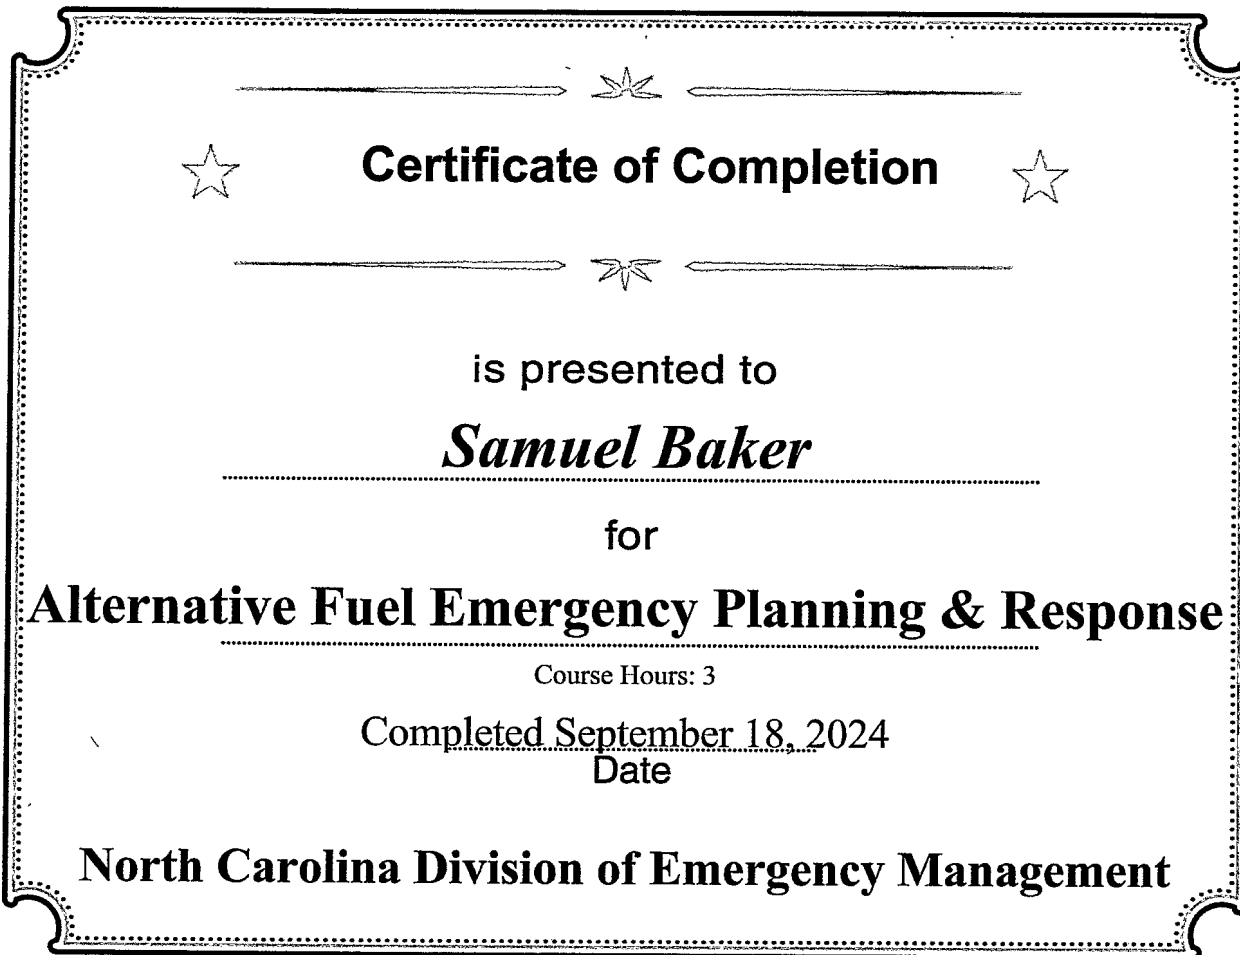 Certificate of Completion
is presented to
Samuel Baker
for
Alternative Fuel Emergency Planning & Response
Course Hours: 3
Completed September 18, 2024
Date
North Carolina Division of Emergency Management